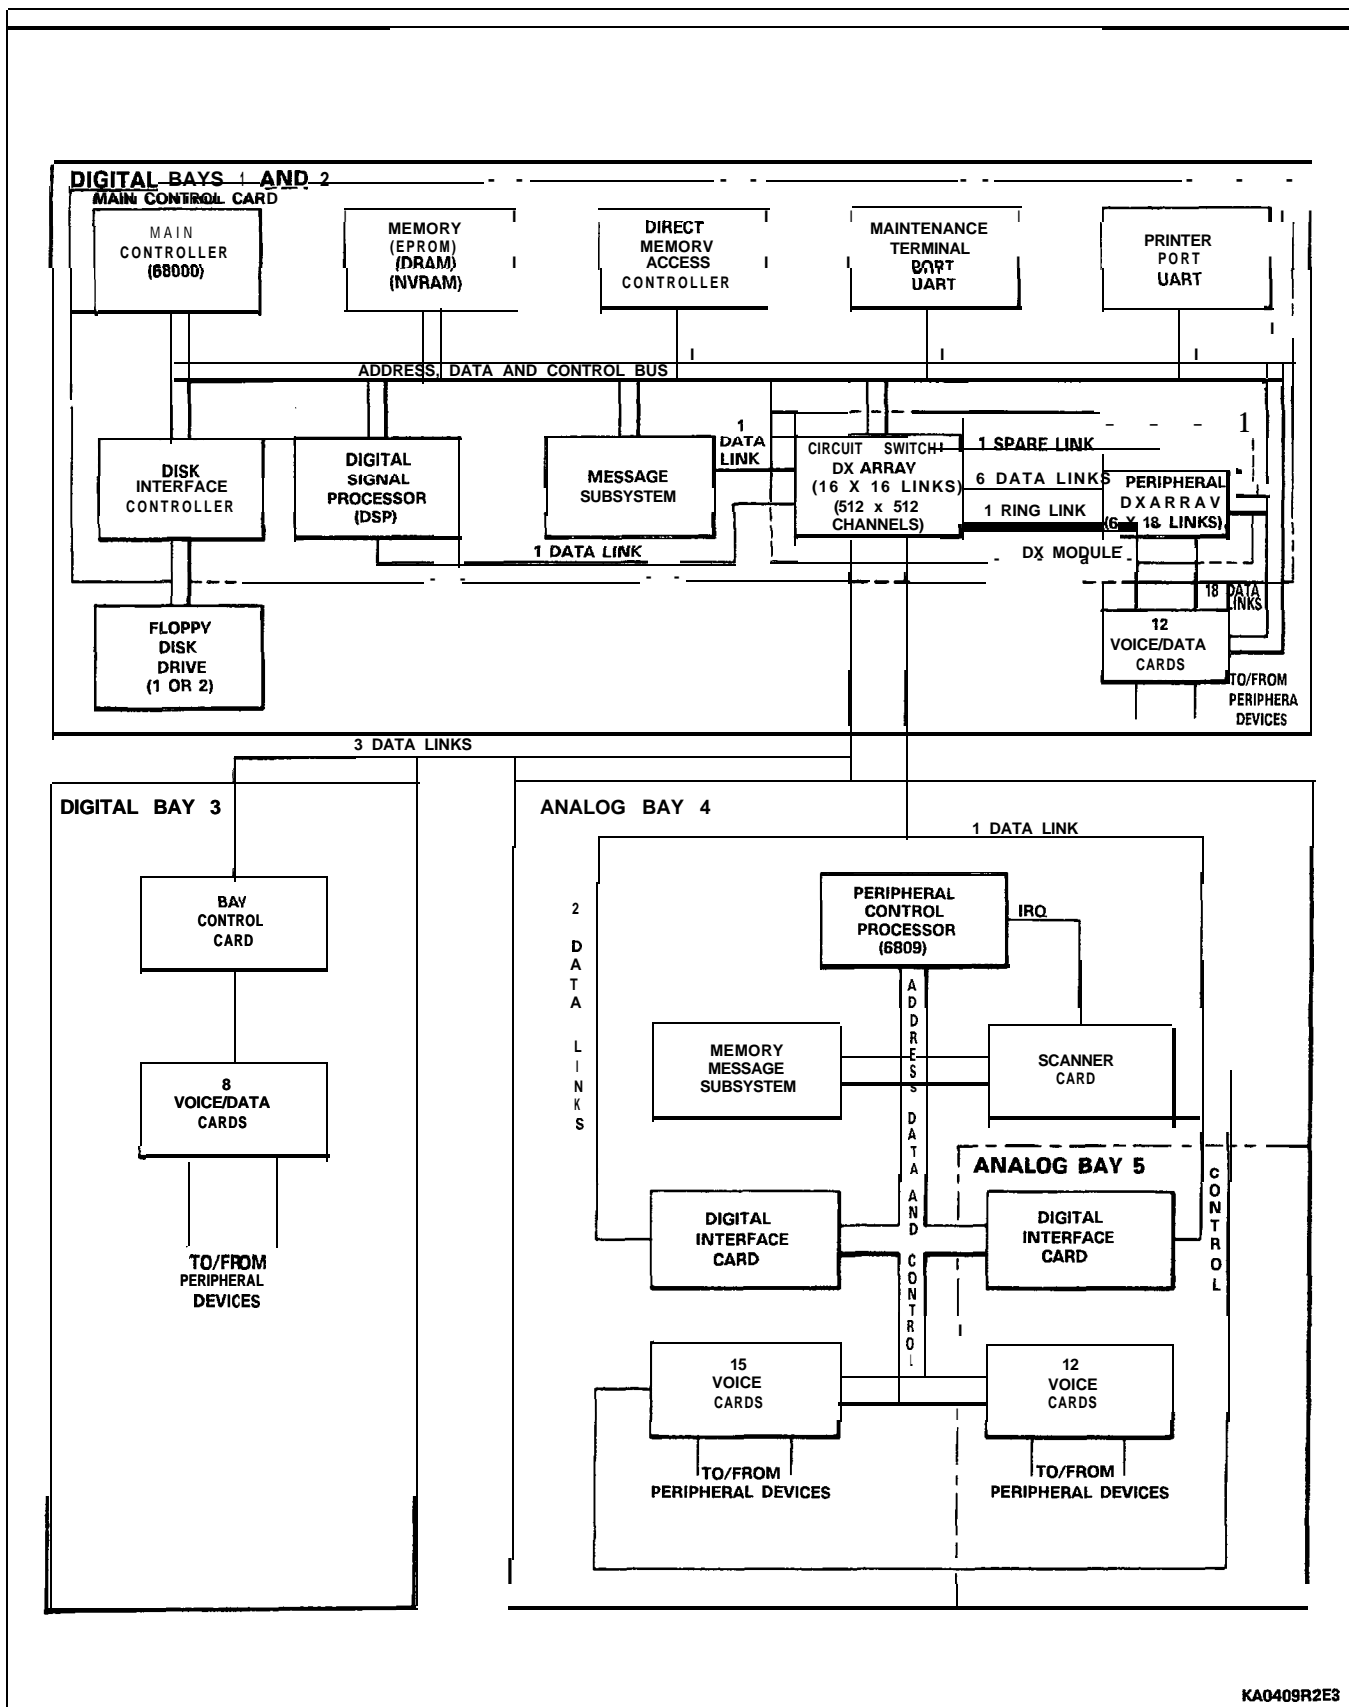 DIGITAL BAYS 1 AND 2
MAIN CONTROL CARD
MAIN
CONTROLLER
(68000)
MEMORY
(EPROM)
(DRAM)
(NVRAM)
DIRECT
MEMORY
ACCESS
CONTROLLER
MAINTENANCE
TERMINAL
PORT
UART
PRINTER
PORT
UART
ADDRESS, DATA AND CONTROL BUS
DISK
INTERFACE
CONTROLLER
DIGITAL
SIGNAL
PROCESSOR
(DSP)
MESSAGE
SUBSYSTEM
1
DATA
LINK
CIRCUIT SWITCH
DX ARRAY
(16 X 16 LINKS)
(512 x 512
CHANNELS)
1 SPARE LINK
6 DATA LINKS
1 RING LINK
PERIPHERAL
DX ARRAY
(6 X 18 LINKS)
1 DATA LINK
DX MODULE
18 DATA
LINKS
FLOPPY
DISK
DRIVE
(1 OR 2)
12
VOICE/DATA
CARDS
TO/FROM
PERIPHERA
DEVICES
3 DATA LINKS
DIGITAL BAY 3
BAY
CONTROL
CARD
8
VOICE/DATA
CARDS
TO/FROM
PERIPHERAL
DEVICES
ANALOG BAY 4
1 DATA LINK
2 DATA LINKS
PERIPHERAL
CONTROL
PROCESSOR
(6809)
IRQ
ADDRESS DATA AND CONTROL
MEMORY
MESSAGE
SUBSYSTEM
SCANNER
CARD
ANALOG BAY 5
CONTROL
DIGITAL
INTERFACE
CARD
DIGITAL
INTERFACE
CARD
15
VOICE
CARDS
12
VOICE
CARDS
TO/FROM
PERIPHERAL DEVICES
TO/FROM
PERIPHERAL DEVICES
KA0409R2E3